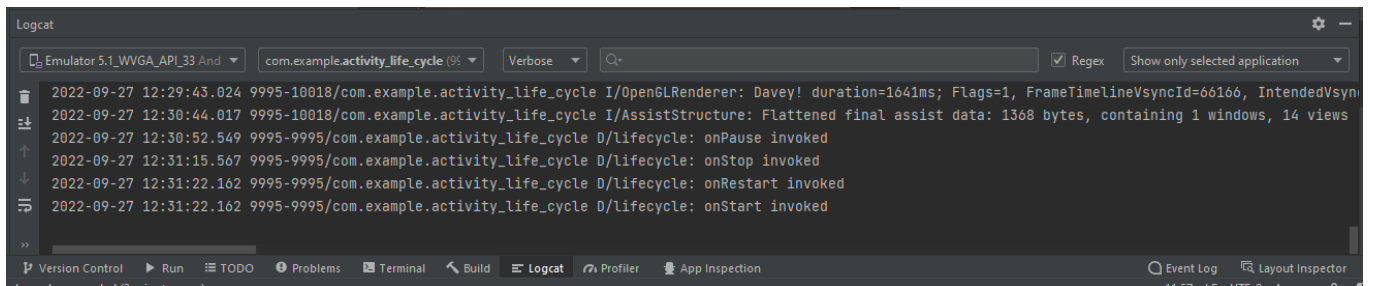 Logcat
Emulator 5.1_WVGA_API_33 And com.example.activity_life_cycle (99 Verbose Regex Show only selected application
2022-09-27 12:29:43.024 9995-10018/com.example.activity_life_cycle I/OpenGLRenderer: Davey! duration=1641ms; Flags=1, FrameTimelineVsyncId=66166, IntendedVsyn
2022-09-27 12:30:44.017 9995-10018/com.example.activity_life_cycle I/AssistStructure: Flattened final assist data: 1368 bytes, containing 1 windows, 14 views
2022-09-27 12:30:52.549 9995-9995/com.example.activity_life_cycle D/lifecycle: onPause invoked
2022-09-27 12:31:15.567 9995-9995/com.example.activity_life_cycle D/lifecycle: onStop invoked
2022-09-27 12:31:22.162 9995-9995/com.example.activity_life_cycle D/lifecycle: onRestart invoked
2022-09-27 12:31:22.162 9995-9995/com.example.activity_life_cycle D/lifecycle: onStart invoked
Version Control Run TODO Problems Terminal Build Logcat Profiler App Inspection Event Log Layout Inspector